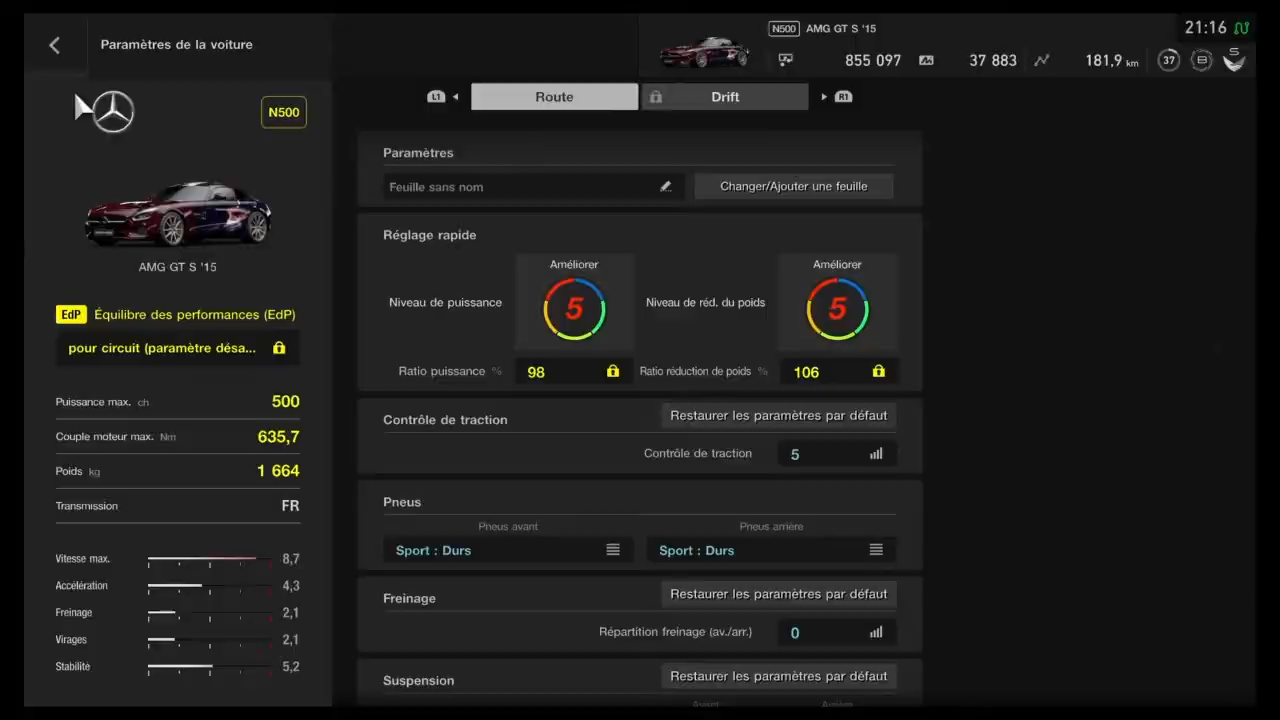 Paramètres de la voiture
N500 AMG GT S '15
21:16
855 097
37 883
181,9 km
37
B
S
L1 Route Drift R1
N500
AMG GT S '15
EdP Équilibre des performances (EdP)
pour circuit (paramètre désa...
Puissance max. ch 500
Couple moteur max. Nm 635,7
Poids kg 1 664
Transmission FR
Vitesse max. 8,7
Accélération 4,3
Freinage 2,1
Virages 2,1
Stabilité 5,2
Paramètres
Feuille sans nom Changer/Ajouter une feuille
Réglage rapide
Améliorer Améliorer
Niveau de puissance 5 Niveau de réd. du poids 5
Ratio puissance % 98 Ratio réduction de poids % 106
Contrôle de traction Restaurer les paramètres par défaut
Contrôle de traction 5
Pneus
Pneus avant Pneus arrière
Sport : Durs Sport : Durs
Freinage Restaurer les paramètres par défaut
Répartition freinage (av./arr.) 0
Suspension Restaurer les paramètres par défaut
Avant Arrière